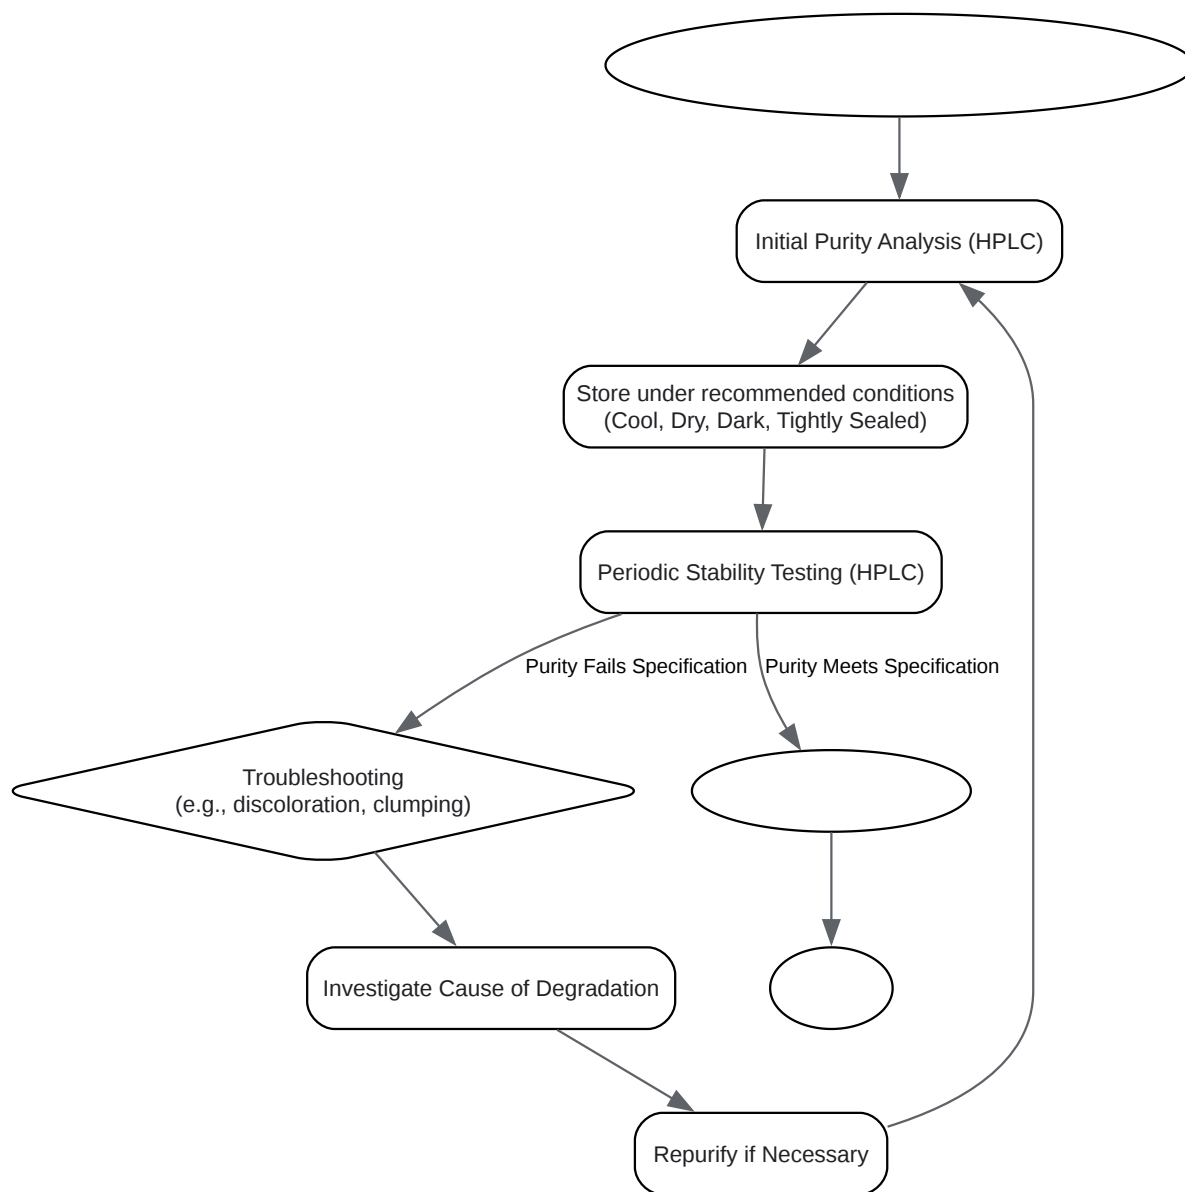 Initial Purity Analysis (HPLC)
Store under recommended conditions
(Cool, Dry, Dark, Tightly Sealed)
Periodic Stability Testing (HPLC)
Purity Fails Specification
Purity Meets Specification
Troubleshooting
(e.g., discoloration, clumping)
Investigate Cause of Degradation
Repurify if Necessary